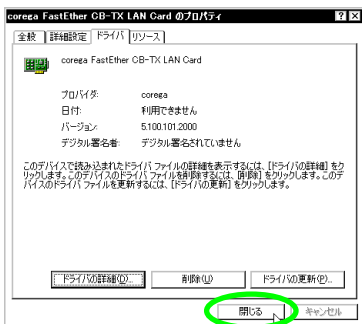 corega FastEther CB-TX LAN Card のプロパティ
全般 詳細設定 ドライバ リソース
corega FastEther CB-TX LAN Card
プロバイダ: corega
日付: 利用できません
バージョン: 5.100.101.2000
デジタル署名者: デジタル署名されていません
このデバイスで読み込まれたドライバ ファイルの詳細を表示するには、[ドライバの詳細] をク
リックします。このデバイスのドライバ ファイルを削除するには、[削除] をクリックします。このデ
バイスのドライバ ファイルを更新するには、[ドライバの更新] をクリックします。
ドライバの詳細(D)... 削除(U) ドライバの更新(P)...
閉じる キャンセル